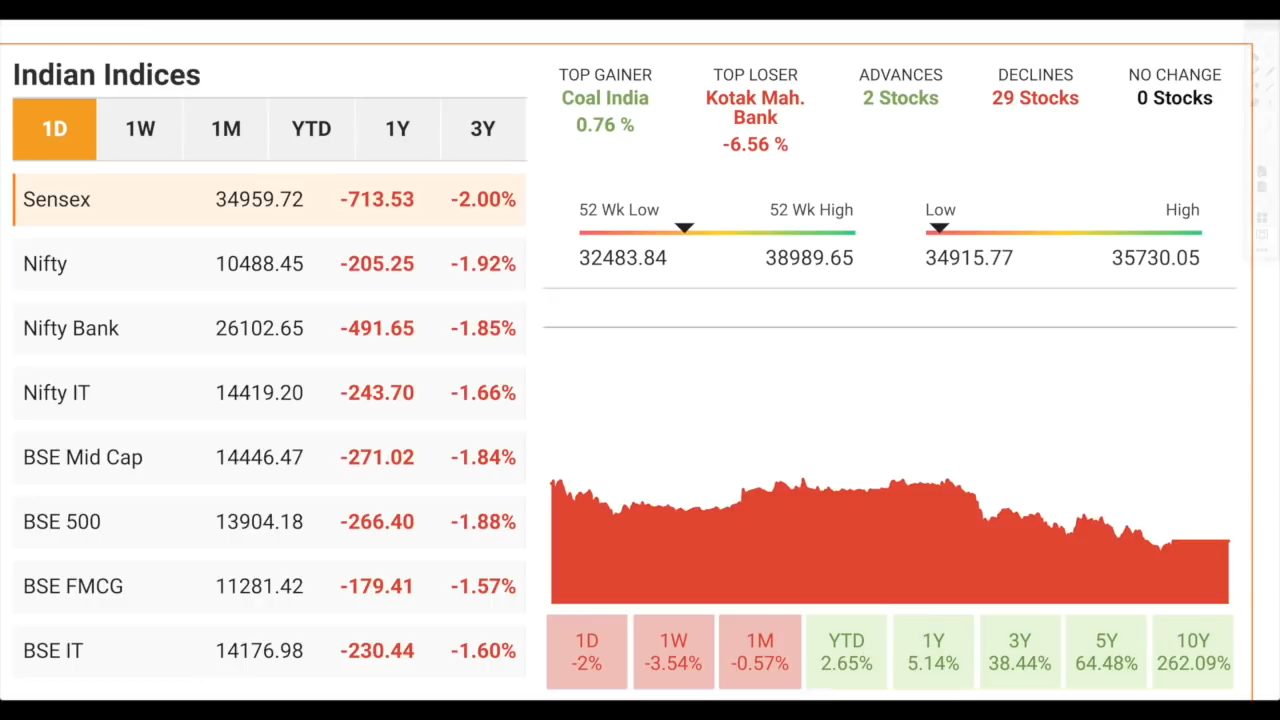 Indian Indices
1D 1W 1M YTD 1Y 3Y
Sensex 34959.72 -713.53 -2.00%
Nifty 10488.45 -205.25 -1.92%
Nifty Bank 26102.65 -491.65 -1.85%
Nifty IT 14419.20 -243.70 -1.66%
BSE Mid Cap 14446.47 -271.02 -1.84%
BSE 500 13904.18 -266.40 -1.88%
BSE FMCG 11281.42 -179.41 -1.57%
BSE IT 14176.98 -230.44 -1.60%
TOP GAINER TOP LOSER ADVANCES DECLINES NO CHANGE
Coal India Kotak Mah. 2 Stocks 29 Stocks 0 Stocks
Bank
0.76 %
-6.56 %
52 Wk Low 52 Wk High Low High
32483.84 38989.65 34915.77 35730.05
1D 1W 1M YTD 1Y 3Y 5Y 10Y
-2% -3.54% -0.57% 2.65% 5.14% 38.44% 64.48% 262.09%